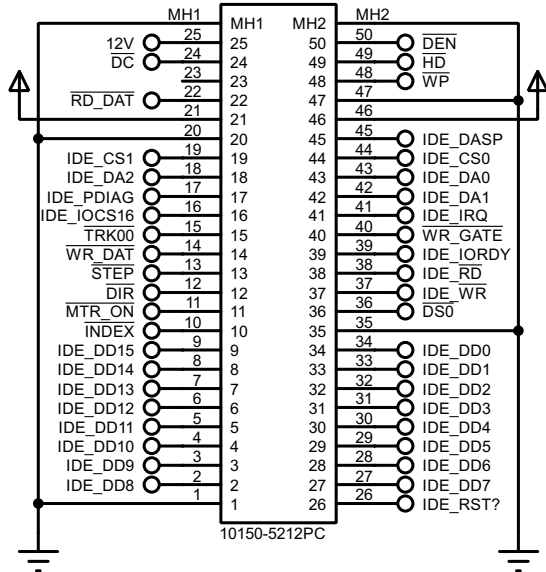 MH1 MH1 MH2 MH2
12V 25 25 50 50 DEN
DC 24 24 49 49 HD
23 23 48 48 WP
RD_DAT 22 22 47 47
21 21 46 46
20 20 45 45 IDE_DASP
IDE_CS1 19 19 44 44 IDE_CS0
IDE_DA2 18 18 43 43 IDE_DA0
IDE_PDIAG 17 17 42 42 IDE_DA1
IDE_IOCS16 16 16 41 41 IDE_IRQ
TRK00 15 15 40 40 WR_GATE
WR_DAT 14 14 39 39 IDE_IORDY
STEP 13 13 38 38 IDE_RD
DIR 12 12 37 37 IDE_WR
MTR_ON 11 11 36 36 DS0
INDEX 10 10 35 35
IDE_DD15 9 9 34 34 IDE_DD0
IDE_DD14 8 8 33 33 IDE_DD1
IDE_DD13 7 7 32 32 IDE_DD2
IDE_DD12 6 6 31 31 IDE_DD3
IDE_DD11 5 5 30 30 IDE_DD4
IDE_DD10 4 4 29 29 IDE_DD5
IDE_DD9 3 3 28 28 IDE_DD6
IDE_DD8 2 2 27 27 IDE_DD7
1 1 26 26 IDE_RST?
10150-5212PC